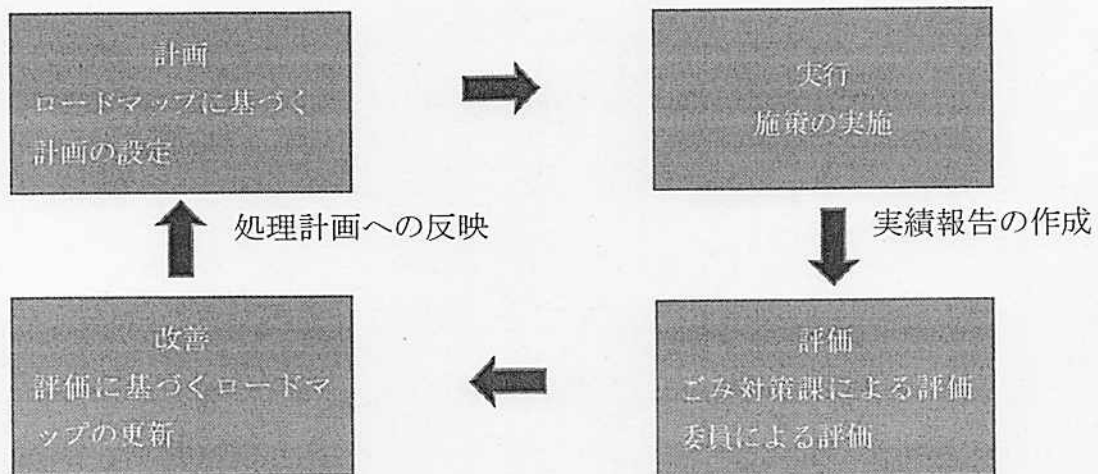 計画
ロードマップに基づく
計画の設定
実行
施策の実施
処理計画への反映
実績報告の作成
改善
評価に基づくロードマ
ップの更新
評価
ごみ対策課による評価
委員による評価